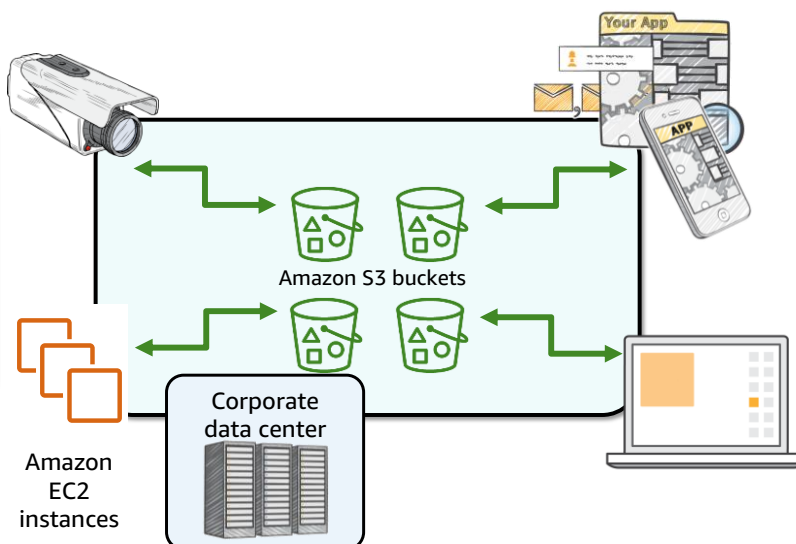 Your App
APP
Amazon S3 buckets
Corporate
data center
Amazon
EC2
instances